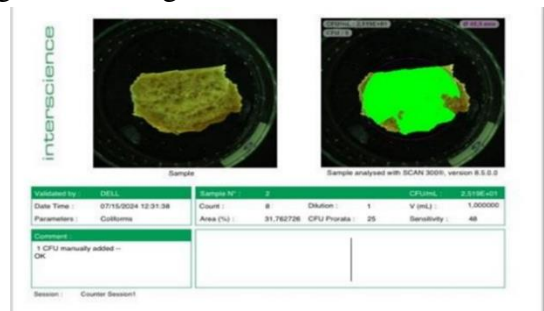 interscience
CFU/mL : 2.519E+01
CFU : 8
Sample
Sample analysed with SCAN 300®, version 8.5.0.0
Validated by : DELL
Sample N° : 2 CFU/mL : 2.519E+01
Date Time : 07/15/2024 12:31:38
Count : 8 Dilution : 1 V (mL) : 1,000000
Parameters : Coliforms
Area (%) : 31.762726 CFU Prorata : 25 Sensitivity : 48
Comment :
1 CFU manually added --
OK
Session : Counter Session1